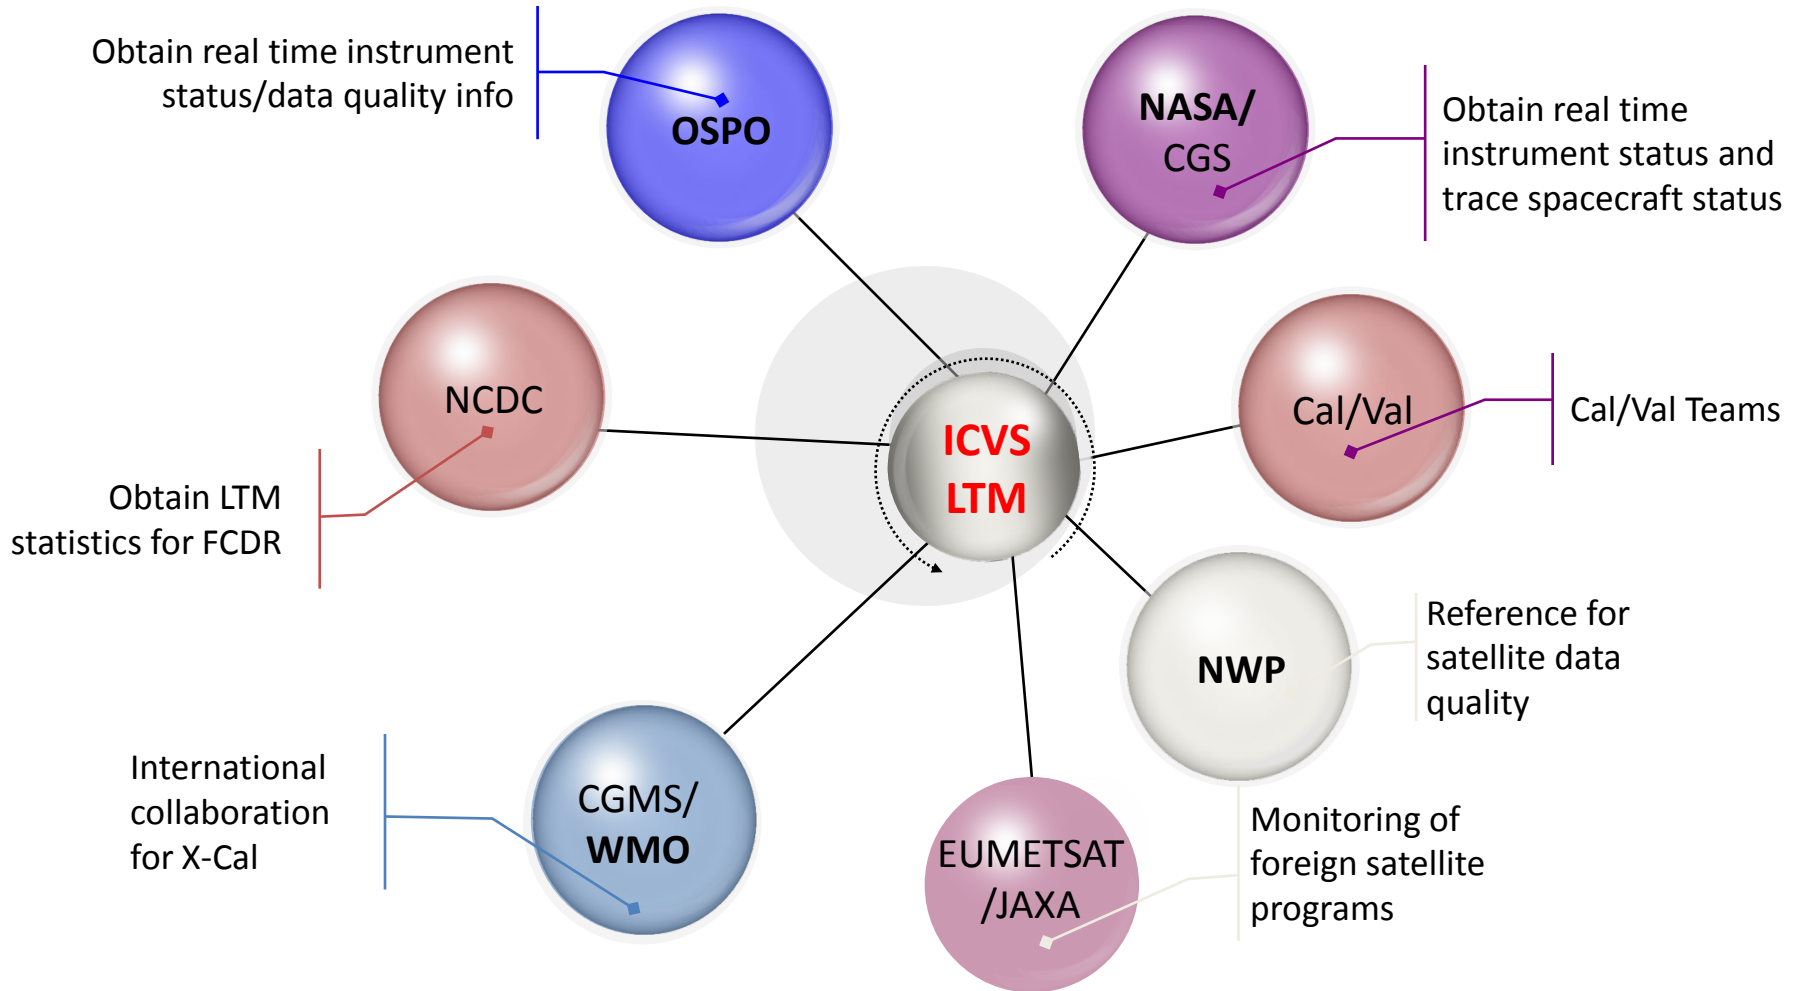 Obtain real time instrument
status/data quality info
OSPO
NASA/
CGS
Obtain real time
instrument status and
trace spacecraft status
NCDC
Obtain LTM
statistics for FCDR
ICVS
LTM
Cal/Val
Cal/Val Teams
NWP
Reference for
satellite data
quality
International
collaboration
for X-Cal
CGMS/
WMO
EUMETSAT
/JAXA
Monitoring of
foreign satellite
programs